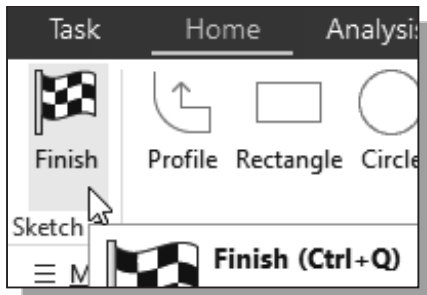 Task Home Analysis
Finish Profile Rectangle Circle
Sketch
Finish (Ctrl+Q)